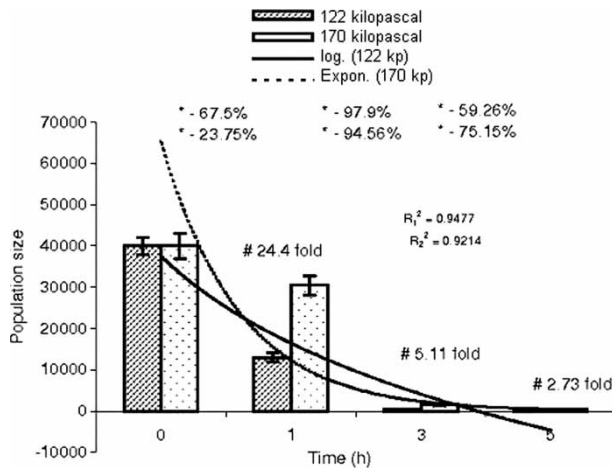 122 kilopascal
170 kilopascal
log. (122 kp)
Expon. (170 kp)
* - 67.5% * - 97.9% * - 59.26%
* - 23.75% * - 94.56% * - 75.15%
70000
60000
50000
40000
30000
20000
10000
0
-10000
Population size
R₁² = 0.9477
R₂² = 0.9214
# 24.4 fold
# 5.11 fold
# 2.73 fold
0 1 3 5
Time (h)